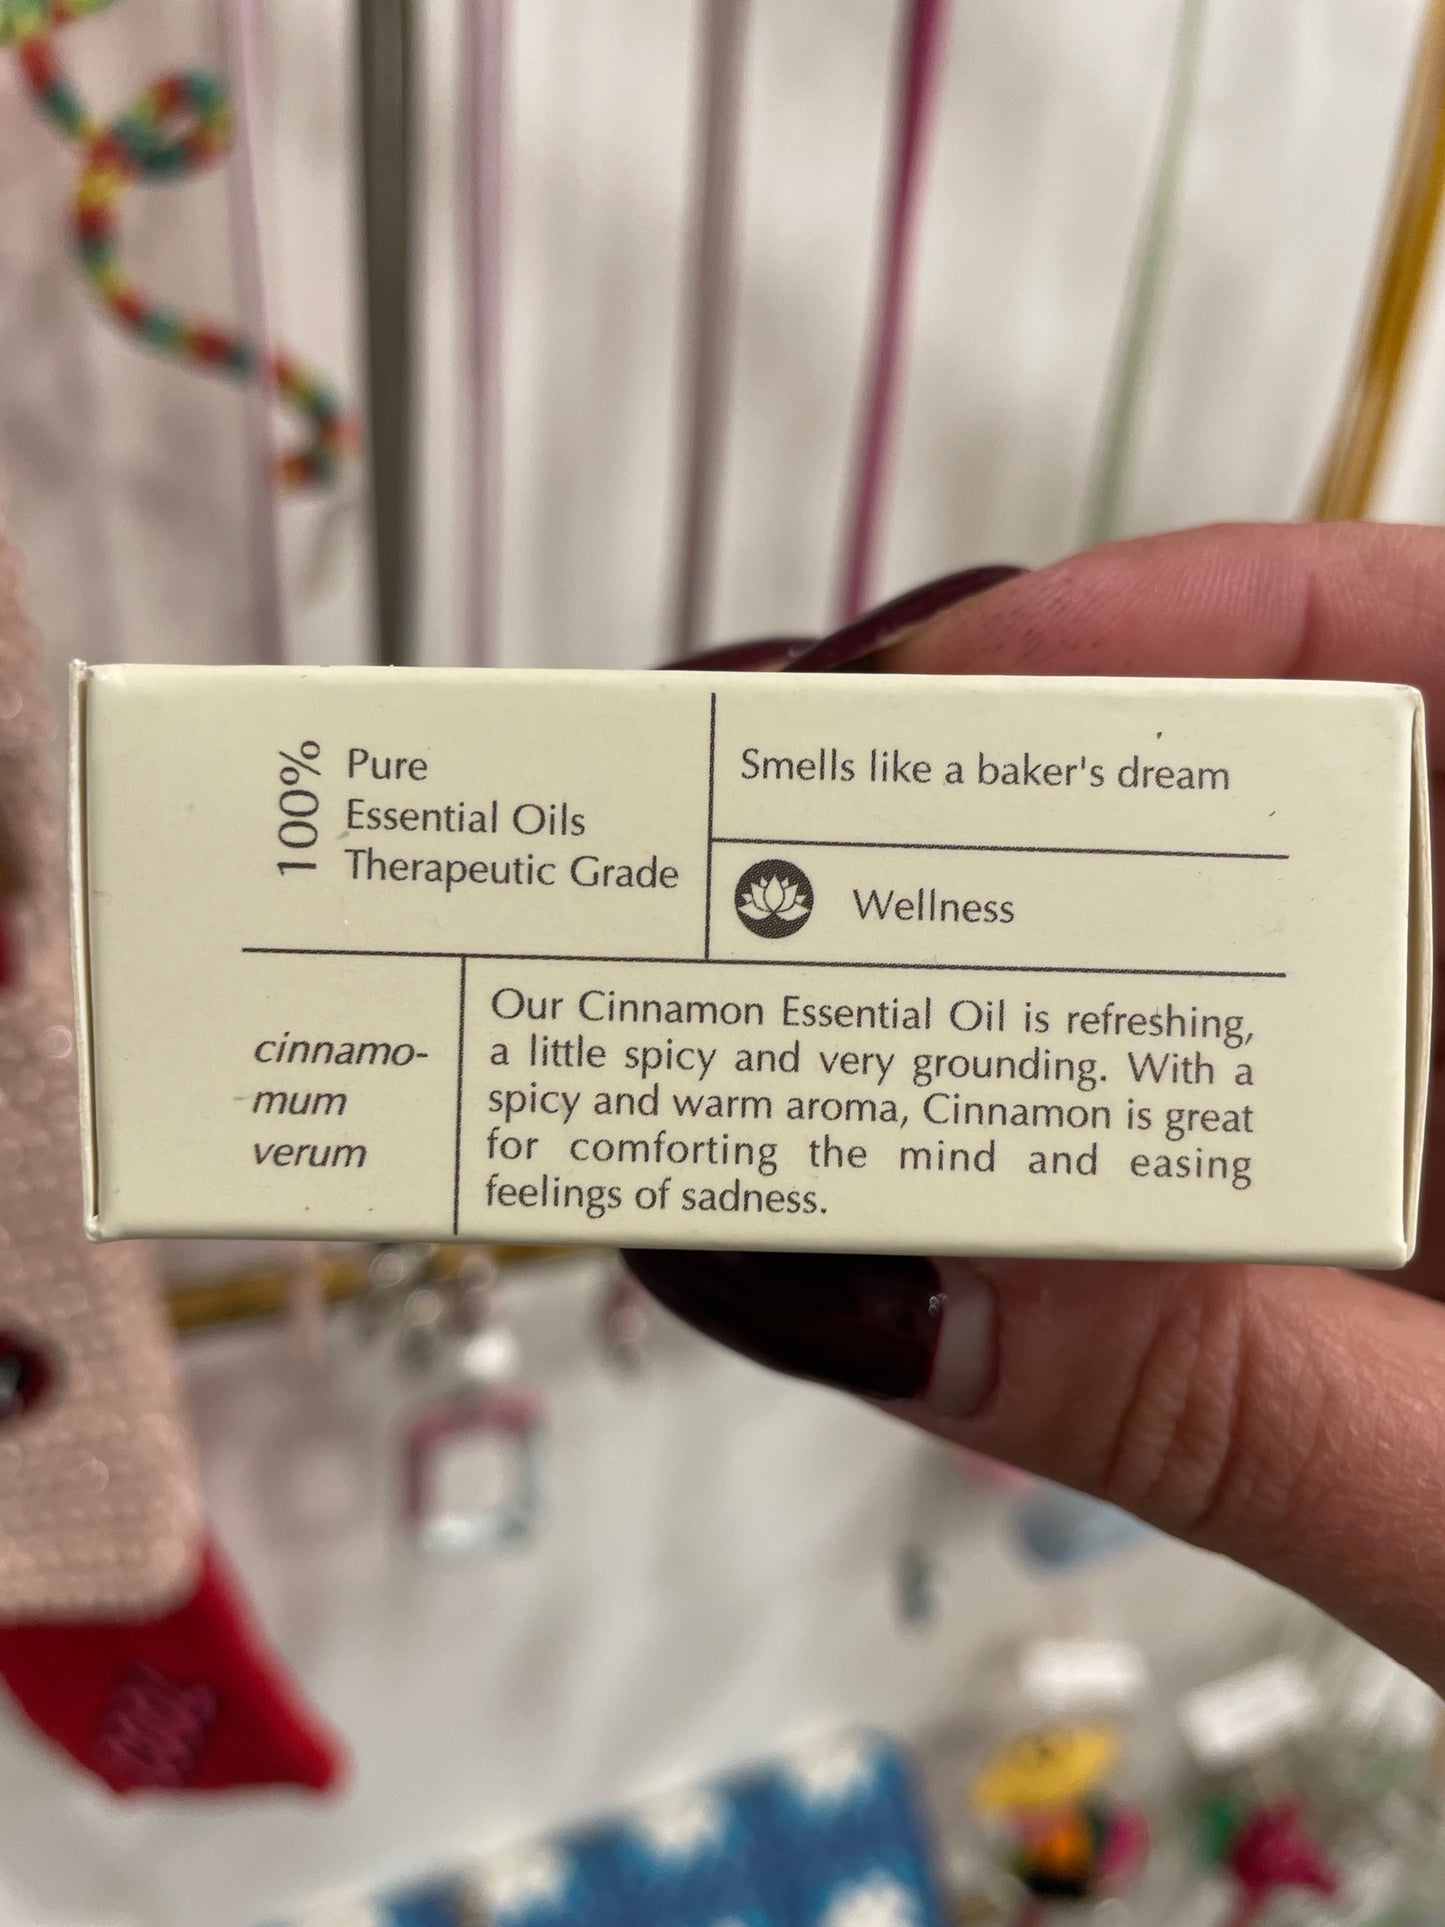 100%
Pure
Essential Oils
Therapeutic Grade
Smells like a baker's dream
Wellness
cinnamo-
mum
verum
Our Cinnamon Essential Oil is refreshing,
a little spicy and very grounding. With a
spicy and warm aroma, Cinnamon is great
for comforting the mind and easing
feelings of sadness.